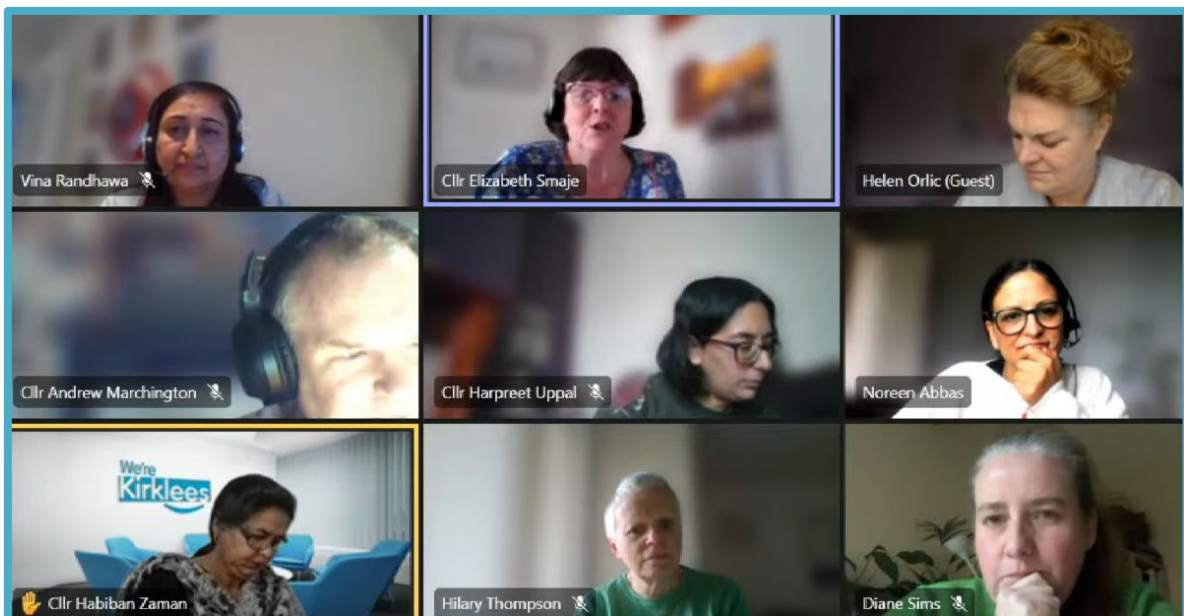 Vina Randhawa
Cllr Elizabeth Smaje
Helen Orlic (Guest)
Cllr Andrew Marchington
Cllr Harpreet Uppal
Noreen Abbas
We're
Kirklees
Cllr Habiban Zaman
Hilary Thompson
Diane Sims